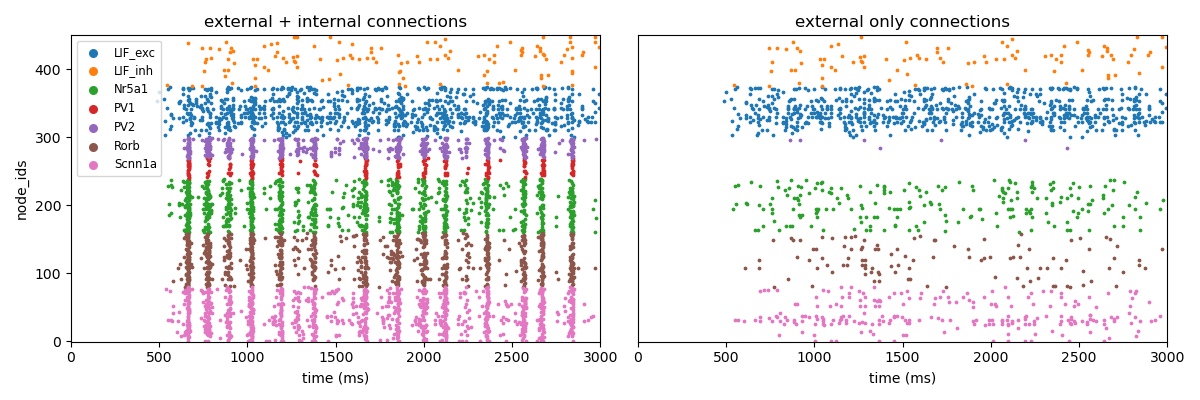 external + internal connections
external only connections
LIF_exc
LIF_inh
Nr5a1
PV1
PV2
Rorb
Scnn1a
node_ids
400
300
200
100
0
0 500 1000 1500 2000 2500 3000
0 500 1000 1500 2000 2500 3000
time (ms)
time (ms)